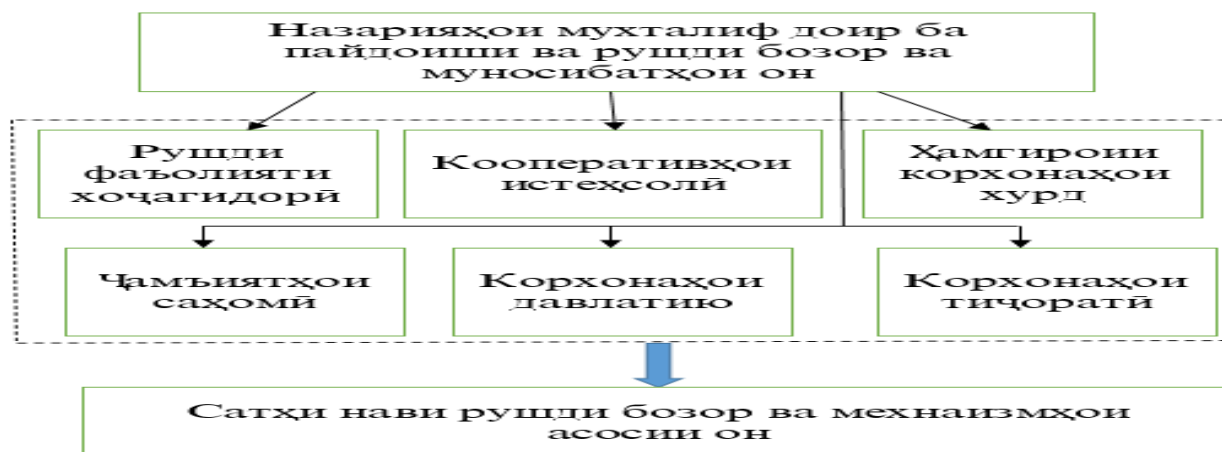 Назарияҳои мухталиф доир ба
пайдоиши ва рушди бозор ва
муносибатҳои он
Рушди
фаъолияти
хоҷагидорӣ
Кооперативҳои
истеҳсолӣ
Ҳамгироии
корхонаҳои
хурд
Ҷамъиятҳои
саҳомӣ
Корхонаҳои
давлатию
Корхонаҳои
тиҷоратӣ
Сатҳи нави рушди бозор ва мехнаизмҳои
асосии он